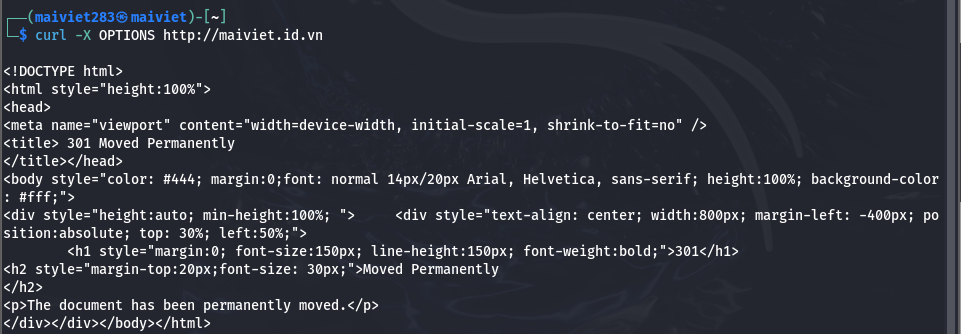 ┌──(maiviet283㉿maiviet)-[~]
└─$ curl -X OPTIONS http://maiviet.id.vn
<!DOCTYPE html>
<html style="height:100%">
<head>
<meta name="viewport" content="width=device-width, initial-scale=1, shrink-to-fit=no" />
<title> 301 Moved Permanently
</title></head>
<body style="color: #444; margin:0;font: normal 14px/20px Arial, Helvetica, sans-serif; height:100%; background-color
: #fff;">
<div style="height:auto; min-height:100%; ">     <div style="text-align: center; width:800px; margin-left: -400px; po
sition:absolute; top: 30%; left:50%;">
        <h1 style="margin:0; font-size:150px; line-height:150px; font-weight:bold;">301</h1>
<h2 style="margin-top:20px;font-size: 30px;">Moved Permanently
</h2>
<p>The document has been permanently moved.</p>
</div></div></body></html>